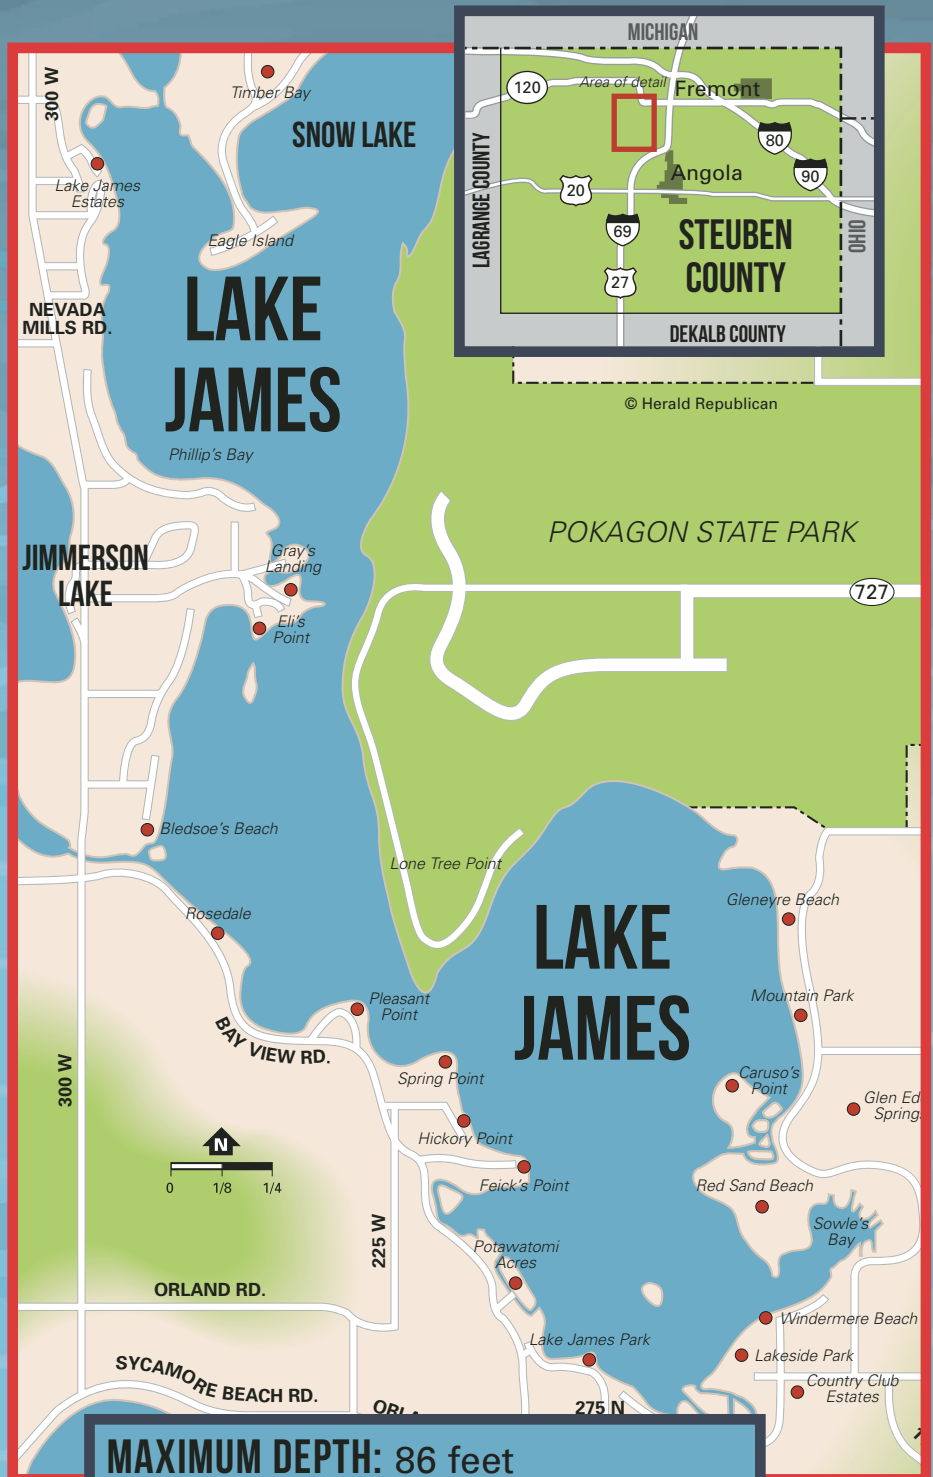 MICHIGAN
120
Area of detail
Fremont
80
90
Angola
20
69
27
LAGRANGE COUNTY
OHIO
STEUBEN
COUNTY
DEKALB COUNTY
© Herald Republican
300 W
Timber Bay
SNOW LAKE
Lake James
Estates
Eagle Island
LAKE
JAMES
NEVADA
MILLS RD.
Phillip's Bay
JIMMERSON
LAKE
Gray's
Landing
Eli's
Point
POKAGON STATE PARK
727
Bledsoe's Beach
Lone Tree Point
Rosedale
Gleneyre Beach
LAKE
JAMES
Pleasant
Point
Mountain Park
BAY VIEW RD.
Spring Point
Caruso's
Point
Glen Ed
Spring
300 W
Hickory Point
N
0 1/8 1/4
Feick's Point
Red Sand Beach
Sowle's
Bay
225 W
Potawatomi
Acres
ORLAND RD.
Windermere Beach
Lake James Park
Lakeside Park
Country Club
Estates
SYCAMORE BEACH RD.
275 N
MAXIMUM DEPTH: 86 feet